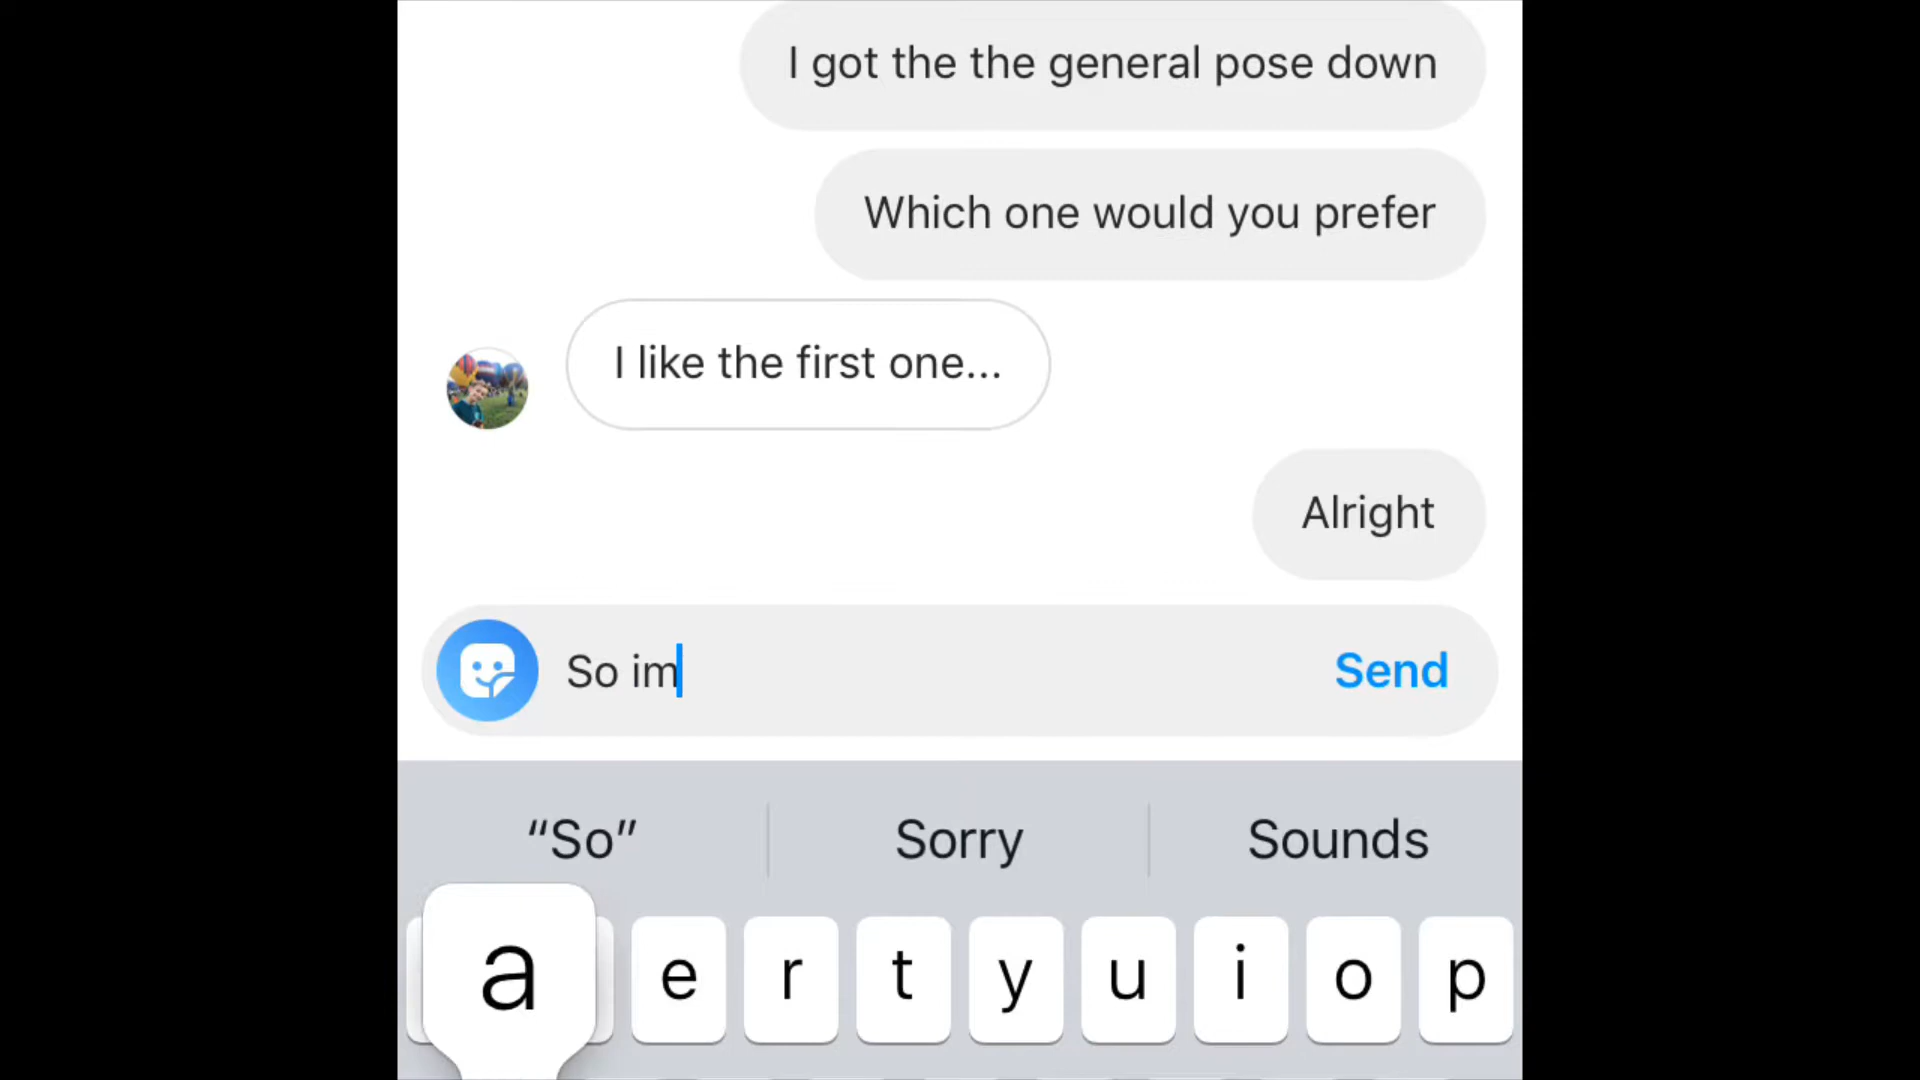 I got the the general pose down
Which one would you prefer
I like the first one...
Alright
So im
Send
“So” Sorry Sounds
a e r t y u i o p